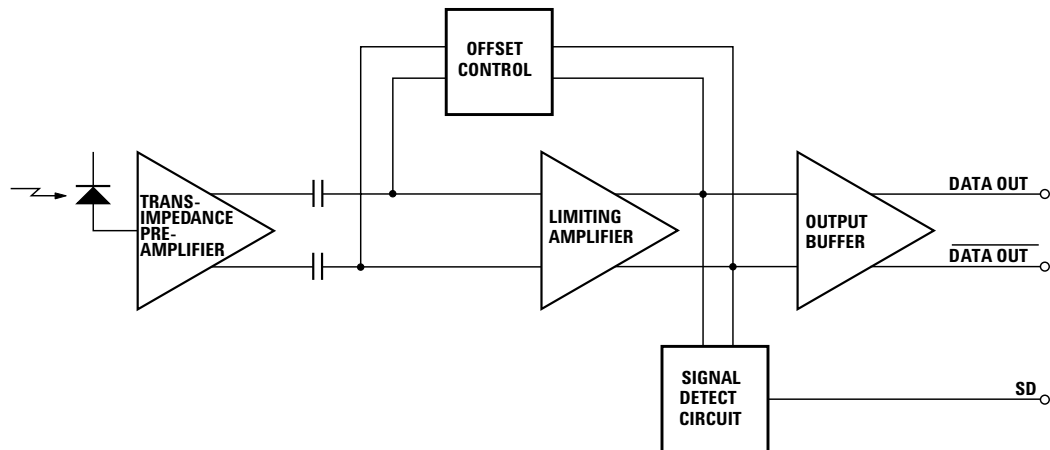 OFFSET
CONTROL
TRANS-
IMPEDANCE
PRE-
AMPLIFIER
LIMITING
AMPLIFIER
OUTPUT
BUFFER
DATA OUT
DATA OUT
SIGNAL
DETECT
CIRCUIT
SD